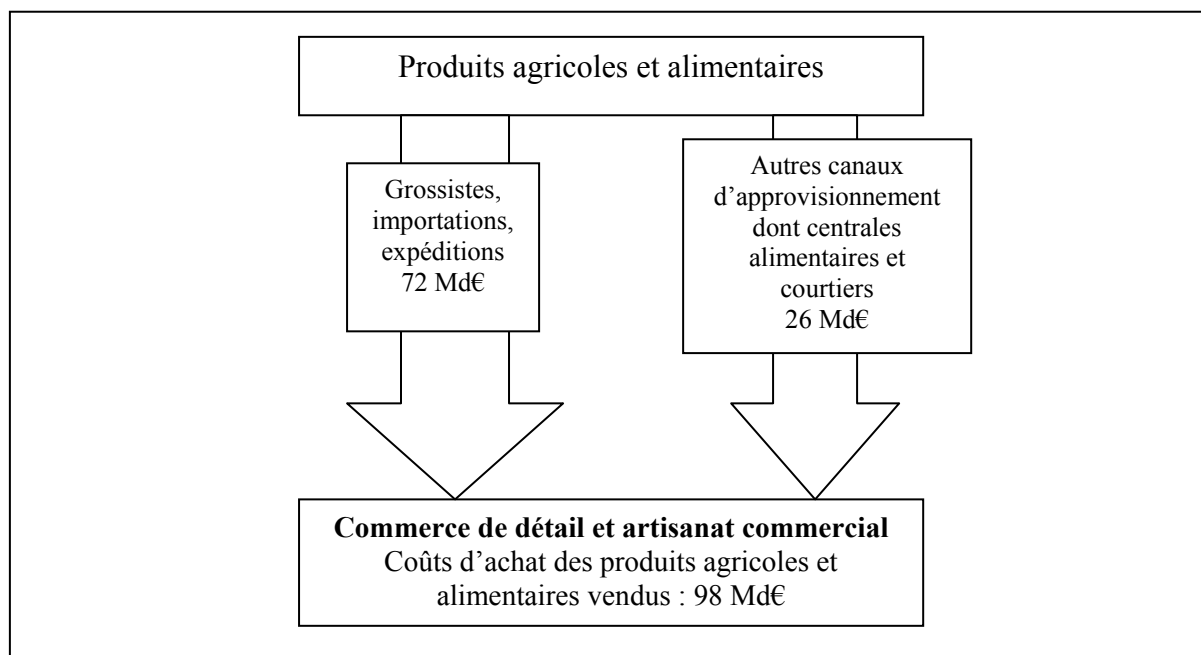 Produits agricoles et alimentaires
Grossistes,
importations,
expéditions
72 Md€
Autres canaux
d’approvisionnement
dont centrales
alimentaires et
courtiers
26 Md€
Commerce de détail et artisanat commercial
Coûts d’achat des produits agricoles et
alimentaires vendus : 98 Md€